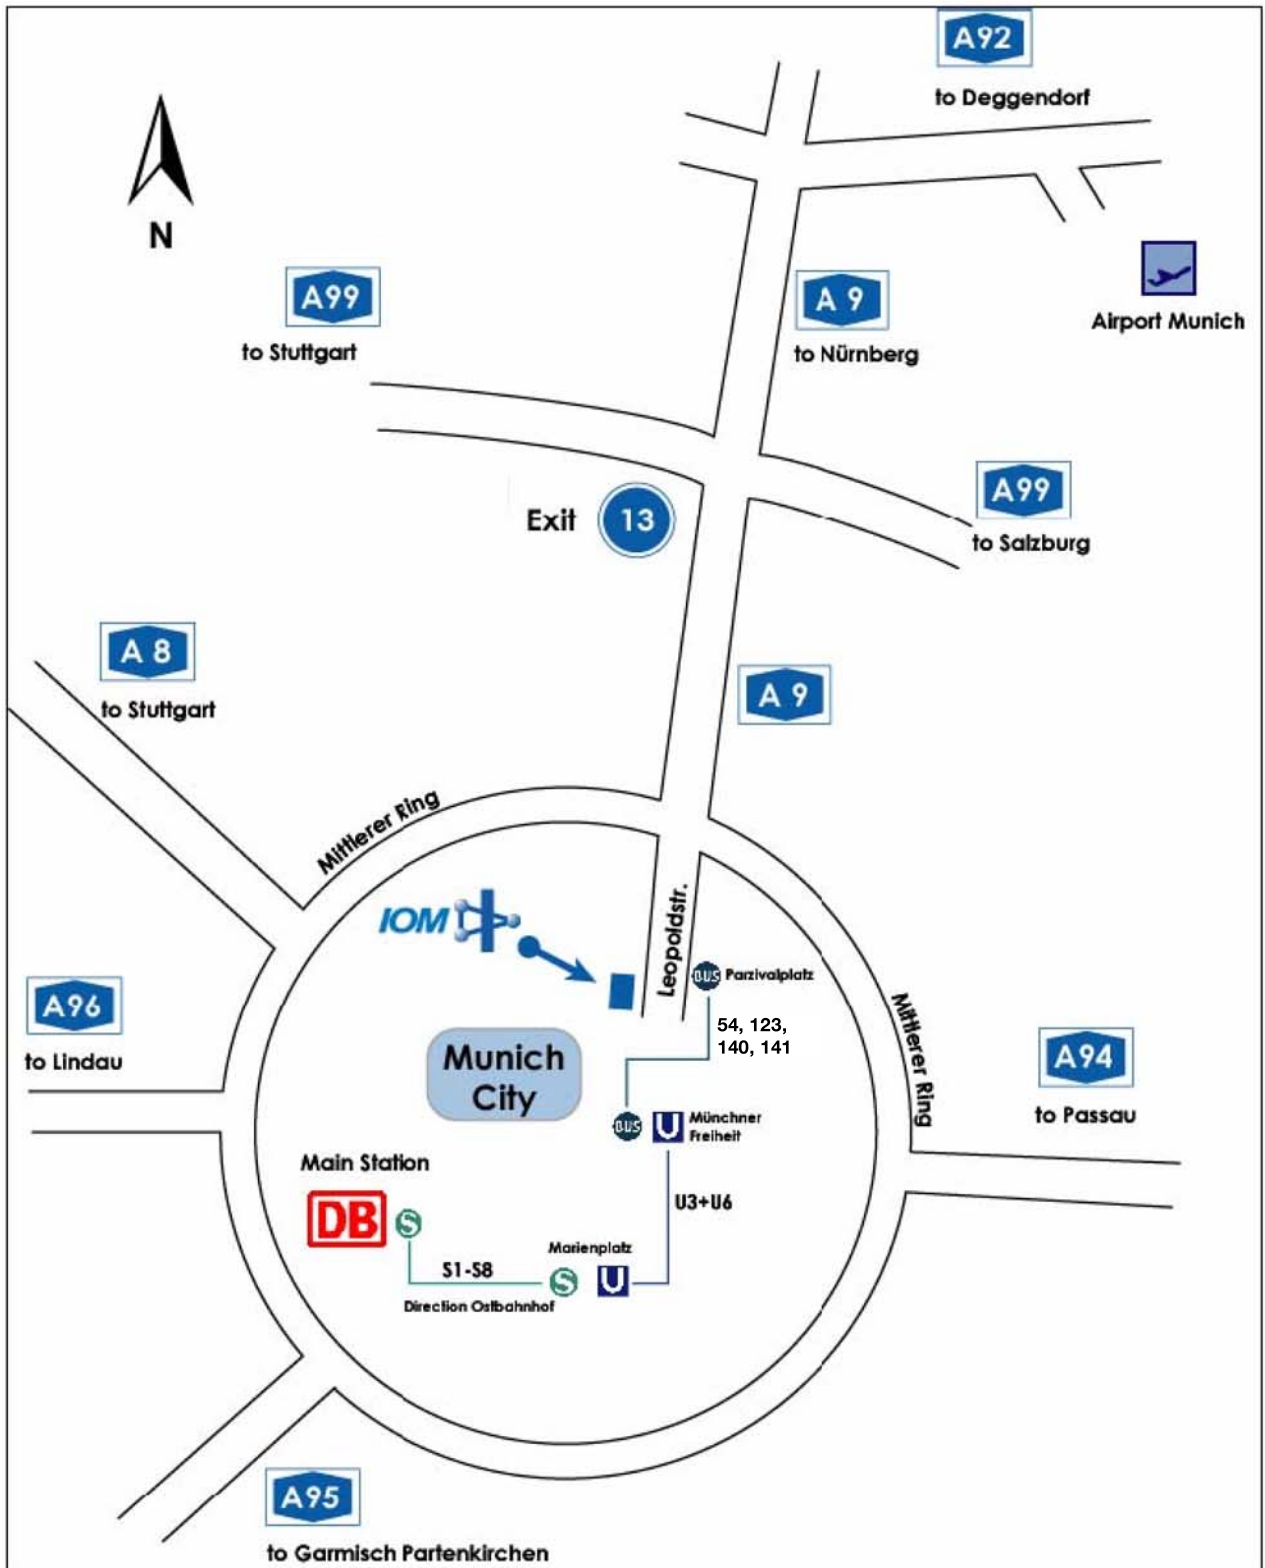 A92
to Deggendorf
N
A99
to Stuttgart
A 9
to Nürnberg
Airport Munich
Exit 13
A99
to Salzburg
A 8
to Stuttgart
A 9
Mittlerer Ring
IOM
Leopoldstr.
BUS Parzivalplatz
A96
to Lindau
54, 123,
140, 141
Mittlerer Ring
Munich
City
A94
to Passau
BUS U Münchner
Freiheit
Main Station
DB S
U3+U6
Marienplatz
S1-S8
S U
Direction Ostbahnhof
A95
to Garmisch Partenkirchen